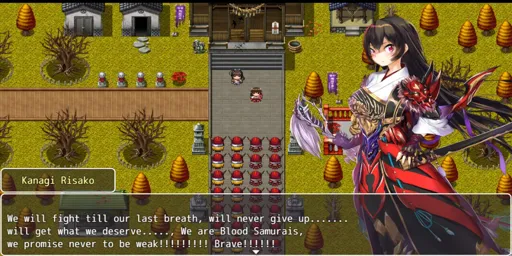 Kanagi Risako
We will fight till our last breath, will never give up.......
will get what we deserve....., We are Blood Samurais,
we promise never to be weak!!!!!!!!! Brave!!!!!!